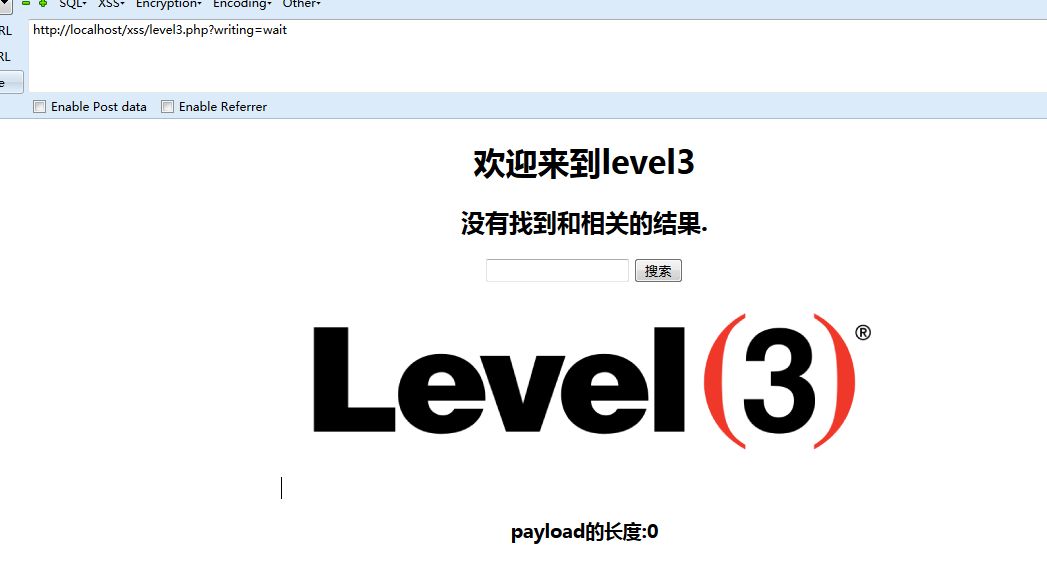 SQL- XSS- Encryption- Encoding- Other-
RL
http://localhost/xss/level3.php?writing=wait
RL
e
Enable Post data Enable Referrer
欢迎来到level3
没有找到和相关的结果.
搜索
Level(3)®
payload的长度:0